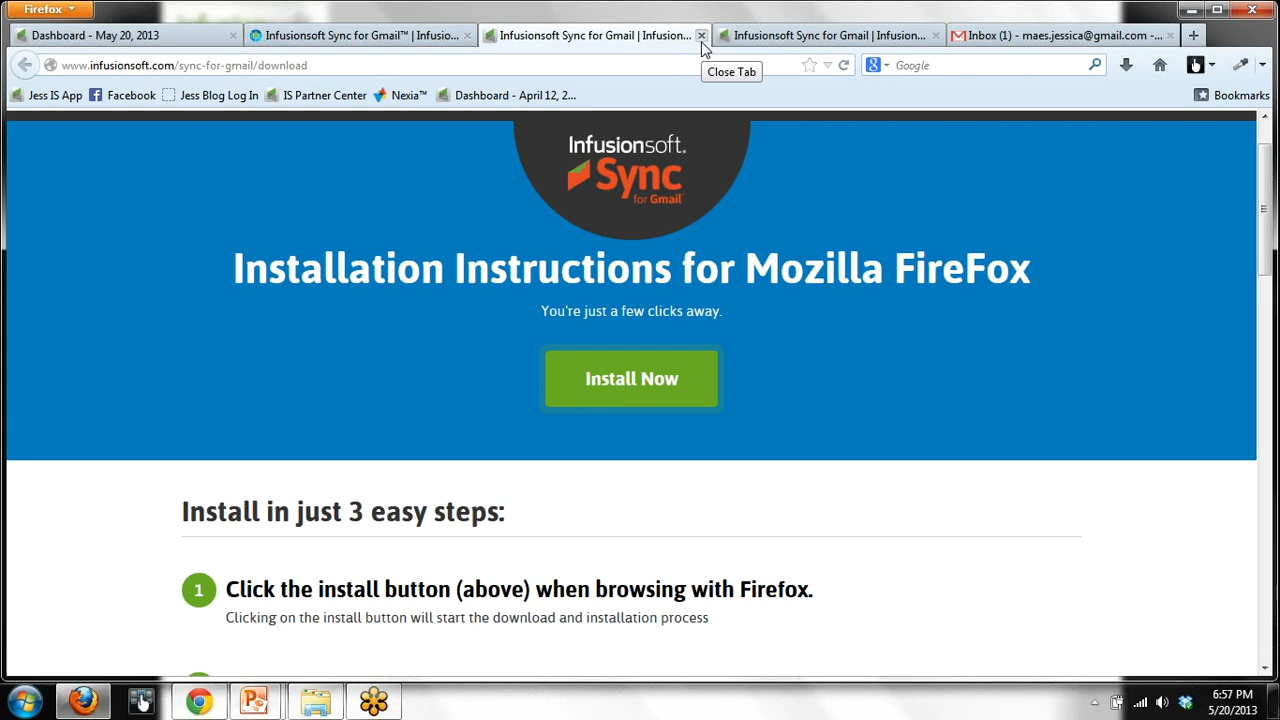 Firefox
Dashboard - May 20, 2013
Infusionsoft Sync for Gmail™ | Infusio...
Infusionsoft Sync for Gmail | Infusion...
Infusionsoft Sync for Gmail | Infusion...
Inbox (1) - maes.jessica@gmail.com -...
www.infusionsoft.com/sync-for-gmail/download
Close Tab
Google
Jess IS App
Facebook
Jess Blog Log In
IS Partner Center
Nexia™
Dashboard - April 12, 2...
Bookmarks
Infusionsoft.
Sync
for Gmail™
Installation Instructions for Mozilla FireFox
You're just a few clicks away.
Install Now
Install in just 3 easy steps:
1 Click the install button (above) when browsing with Firefox.
Clicking on the install button will start the download and installation process
6:57 PM
5/20/2013